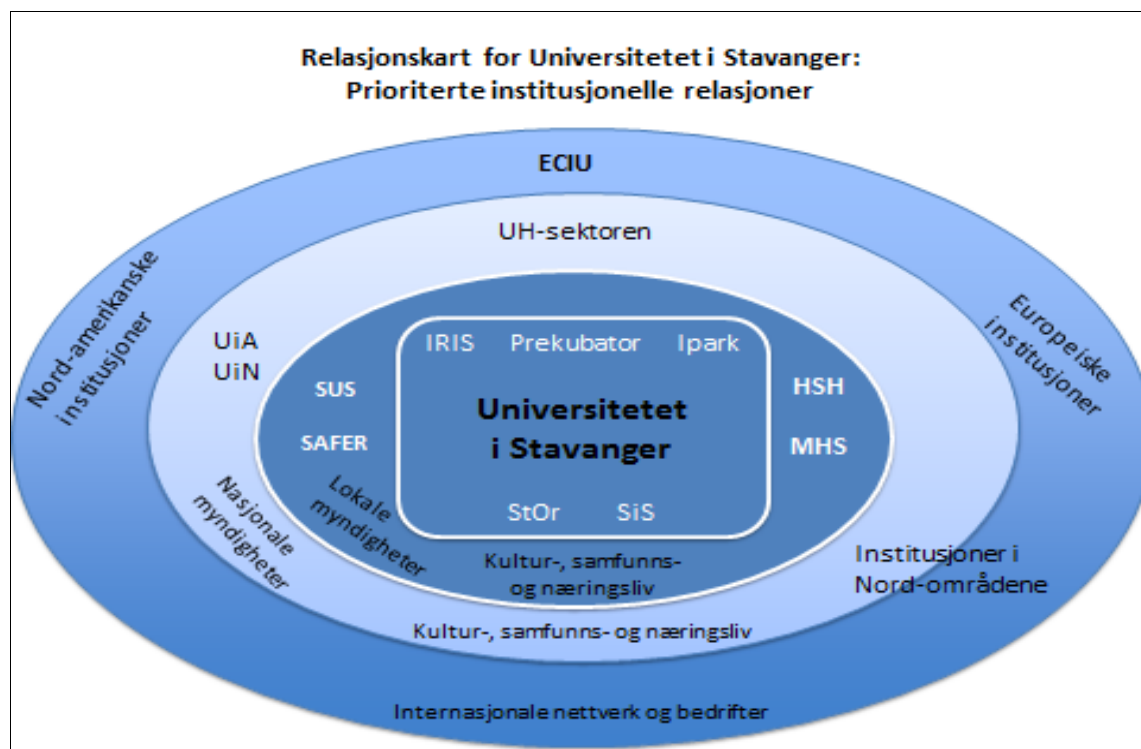 Relasjonskart for Universitetet i Stavanger:
Prioriterte institusjonelle relasjoner
ECIU
UH-sektoren
Nord-amerikanske
institusjoner
Europeiske
institusjoner
UiA
UiN
IRIS Prekubator Ipark
SUS
SAFER
Universitetet
i Stavanger
HSH
MHS
Nasjonale
myndigheter
Lokale
myndigheter
StOr SiS
Kultur-, samfunns-
og næringsliv
Institusjoner i
Nord-områdene
Kultur-, samfunns- og næringsliv
Internasjonale nettverk og bedrifter